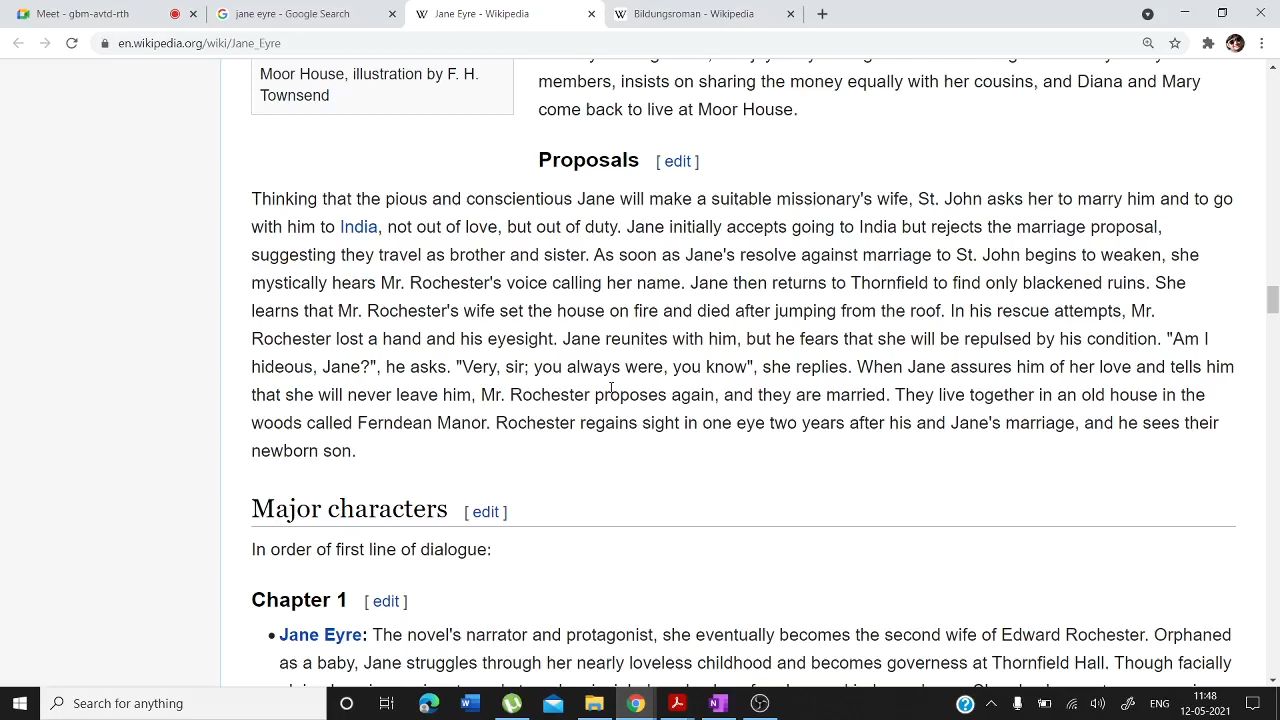 Meet - gbm-avtd-rth
jane eyre - Google Search
Jane Eyre - Wikipedia
Bildungsroman - Wikipedia
en.wikipedia.org/wiki/Jane_Eyre
Moor House, illustration by F. H.
Townsend
members, insists on sharing the money equally with her cousins, and Diana and Mary
come back to live at Moor House.
Proposals [ edit ]
Thinking that the pious and conscientious Jane will make a suitable missionary's wife, St. John asks her to marry him and to go
with him to India, not out of love, but out of duty. Jane initially accepts going to India but rejects the marriage proposal,
suggesting they travel as brother and sister. As soon as Jane's resolve against marriage to St. John begins to weaken, she
mystically hears Mr. Rochester's voice calling her name. Jane then returns to Thornfield to find only blackened ruins. She
learns that Mr. Rochester's wife set the house on fire and died after jumping from the roof. In his rescue attempts, Mr.
Rochester lost a hand and his eyesight. Jane reunites with him, but he fears that she will be repulsed by his condition. "Am I
hideous, Jane?", he asks. "Very, sir; you always were, you know", she replies. When Jane assures him of her love and tells him
that she will never leave him, Mr. Rochester proposes again, and they are married. They live together in an old house in the
woods called Ferndean Manor. Rochester regains sight in one eye two years after his and Jane's marriage, and he sees their
newborn son.
Major characters [ edit ]
In order of first line of dialogue:
Chapter 1 [ edit ]
• Jane Eyre: The novel's narrator and protagonist, she eventually becomes the second wife of Edward Rochester. Orphaned
as a baby, Jane struggles through her nearly loveless childhood and becomes governess at Thornfield Hall. Though facially
Search for anything
ENG
11:48
12-05-2021